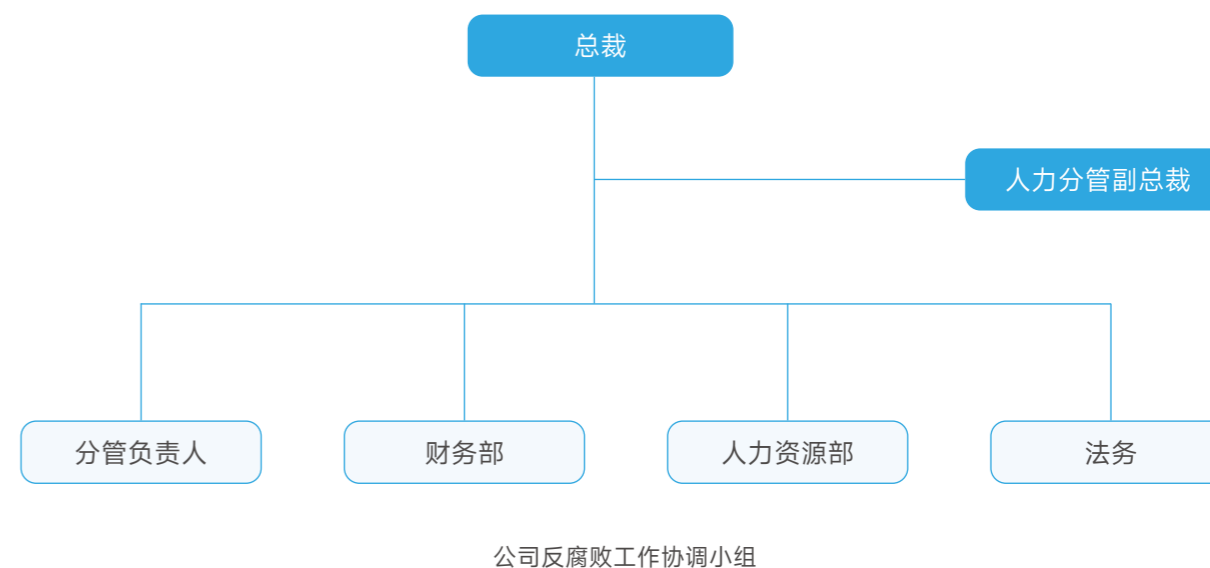 总裁
人力分管副总裁
分管负责人
财务部
人力资源部
法务
公司反腐败工作协调小组